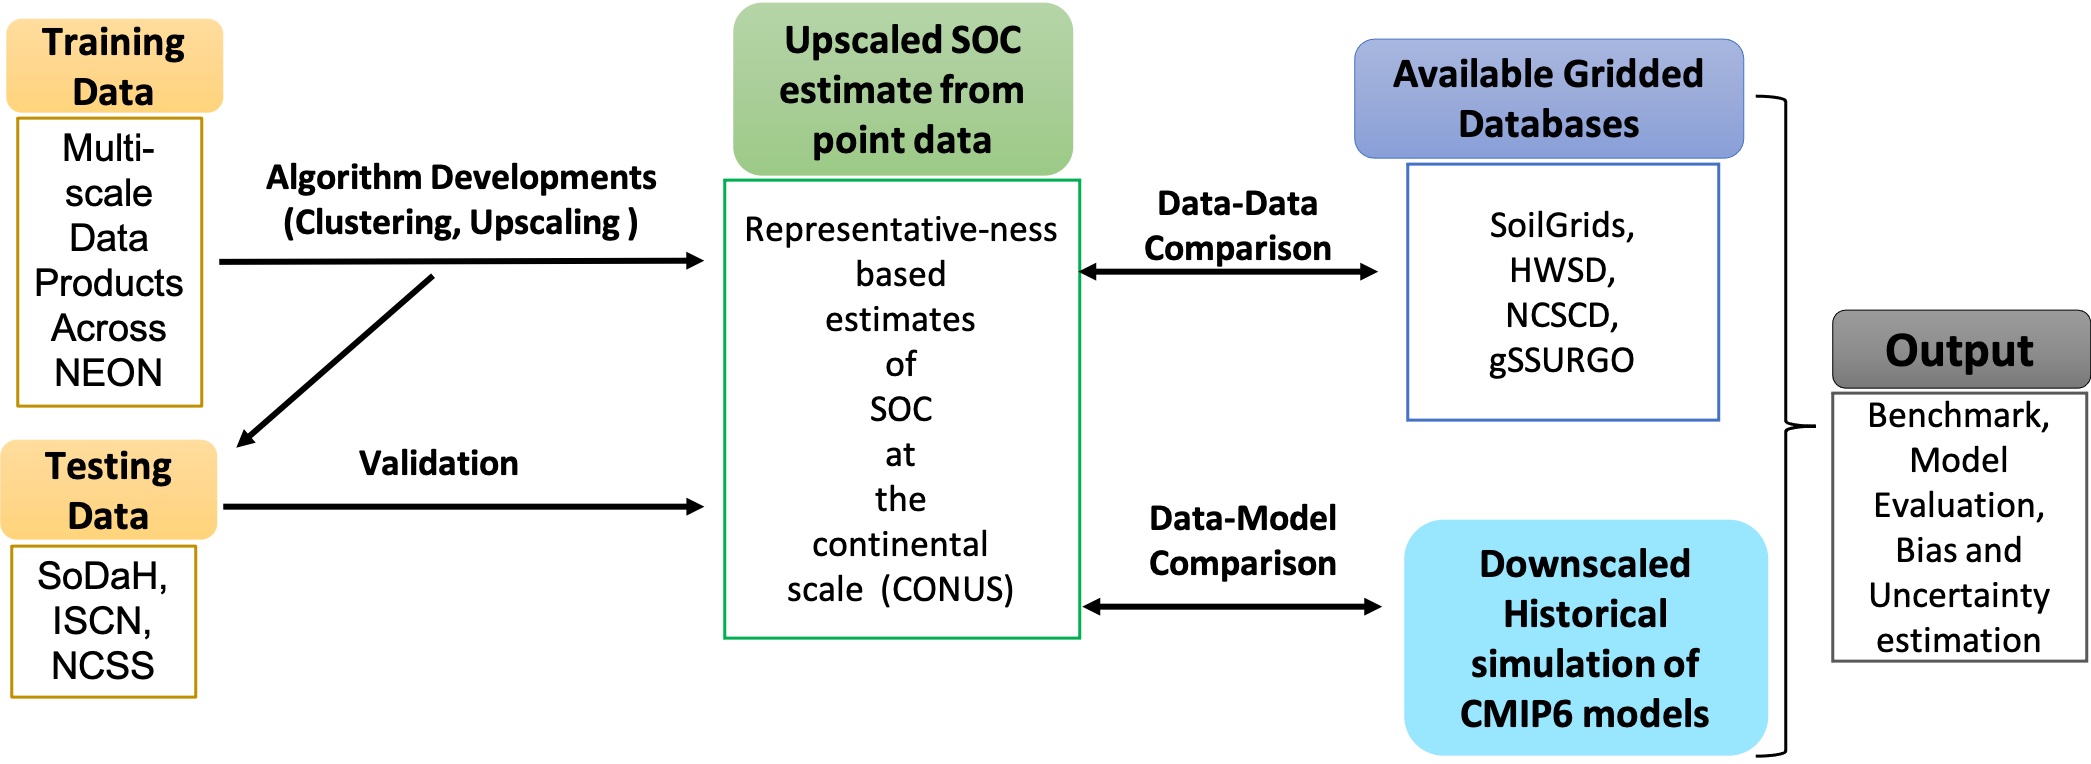 Training
Data
Multi-
scale
Data
Products
Across
NEON
Algorithm Developments
(Clustering, Upscaling )
Testing
Data
SoDaH,
ISCN,
NCSS
Validation
Upscaled SOC
estimate from
point data
Representative-ness
based
estimates
of
SOC
at
the
continental
scale (CONUS)
Data-Data
Comparison
Data-Model
Comparison
Available Gridded
Databases
SoilGrids,
HWSD,
NCSCD,
gSSURGO
Downscaled
Historical
simulation of
CMIP6 models
Output
Benchmark,
Model
Evaluation,
Bias and
Uncertainty
estimation